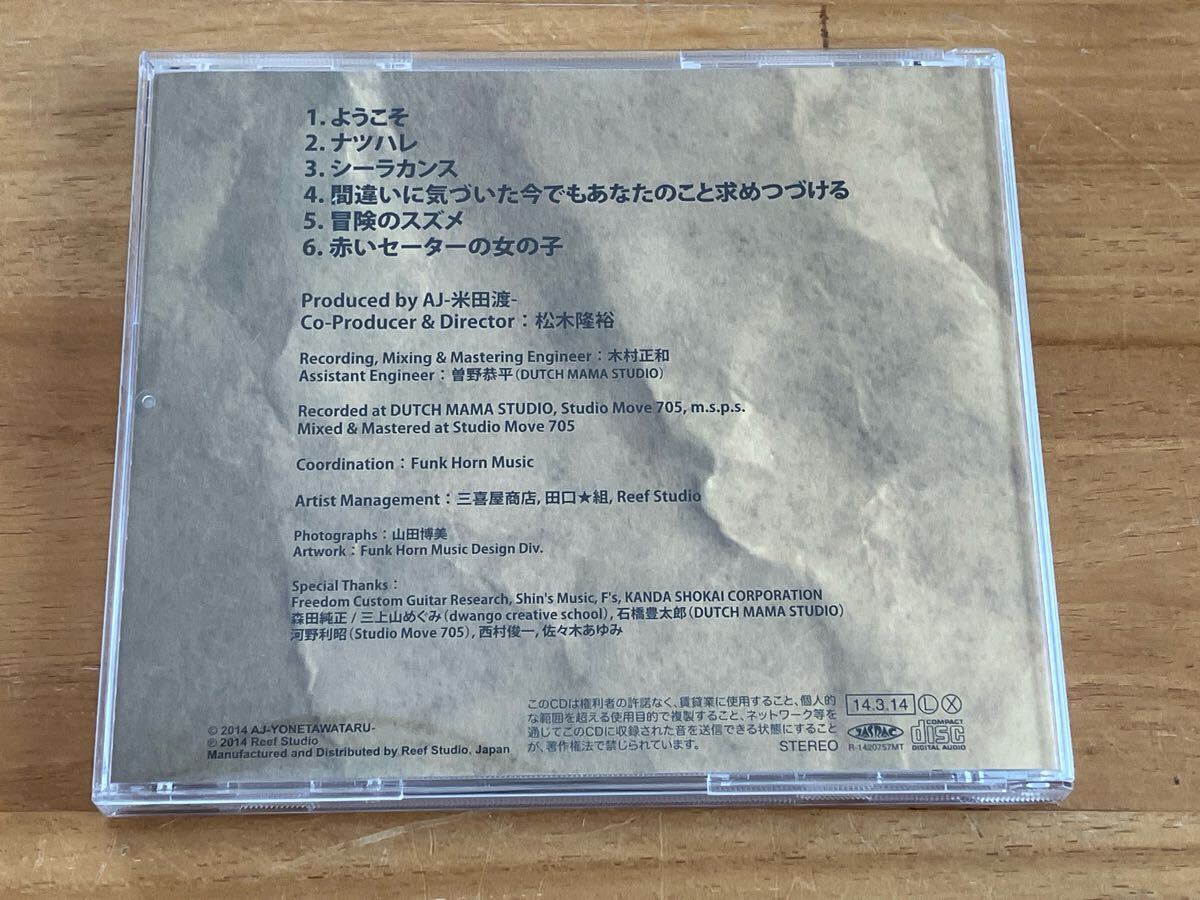 1. ようこそ
2. ナツハレ
3. シーラカンス
4. 間違いに気づいた今でもあなたのこと求めつづける
5. 冒険のスズメ
6. 赤いセーターの女の子
Produced by AJ-米田渡-
Co-Producer & Director：松木隆裕
Recording, Mixing & Mastering Engineer：木村正和
Assistant Engineer：曽野恭平（DUTCH MAMA STUDIO）
Recorded at DUTCH MAMA STUDIO, Studio Move 705, m.s.p.s.
Mixed & Mastered at Studio Move 705
Coordination：Funk Horn Music
Artist Management：三喜屋商店, 田口★組, Reef Studio
Photographs：山田博美
Artwork：Funk Horn Music Design Div.
Special Thanks：
Freedom Custom Guitar Research, Shin's Music, F's, KANDA SHOKAI CORPORATION
森田純正 / 三上山めぐみ（dwango creative school）, 石橋豊太郎（DUTCH MAMA STUDIO）
河野利昭（Studio Move 705）, 西村俊一, 佐々木あゆみ
© 2014 AJ-YONETAWATARU-
℗ 2014 Reef Studio
Manufactured and Distributed by Reef Studio, Japan
このCDは権利者の許諾なく、賃貸業に使用すること、個人的
な範囲を超える使用目的で複製すること、ネットワーク等を
通じてこのCDに収録された音を送信できる状態にすること
が、著作権法で禁じられています。
STEREO
14.3.14 L X
JASRAC
R-1420757MT
COMPACT
disc
DIGITAL AUDIO